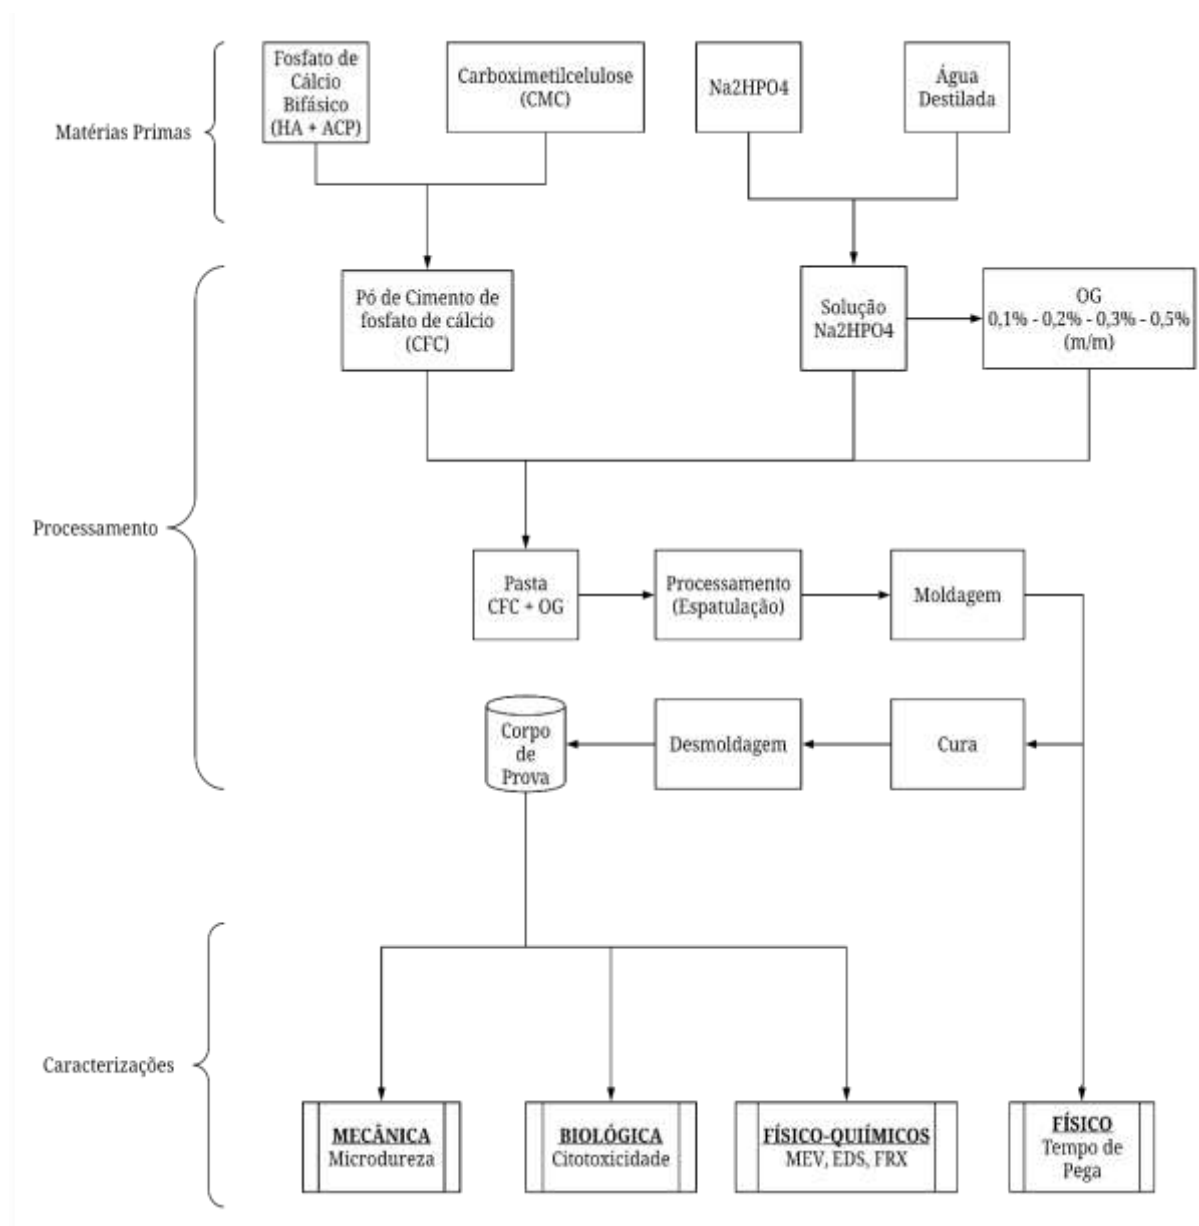 Fosfato de
Cálcio
Bifásico
(HA + ACP)
Carboximetilcelulose
(CMC)
Na2HPO4
Água
Destilada
Matérias Primas
Pó de Cimento de
fosfato de cálcio
(CFC)
Solução
Na2HPO4
OG
0,1% - 0,2% - 0,3% - 0,5%
(m/m)
Processamento
Pasta
CFC + OG
Processamento
(Espatulação)
Moldagem
Corpo
de
Prova
Desmoldagem
Cura
Caracterizações
MECÂNICA
Microdureza
BIOLÓGICA
Citotoxicidade
FÍSICO-QUIÍMICOS
MEV, EDS, FRX
FÍSICO
Tempo de
Pega